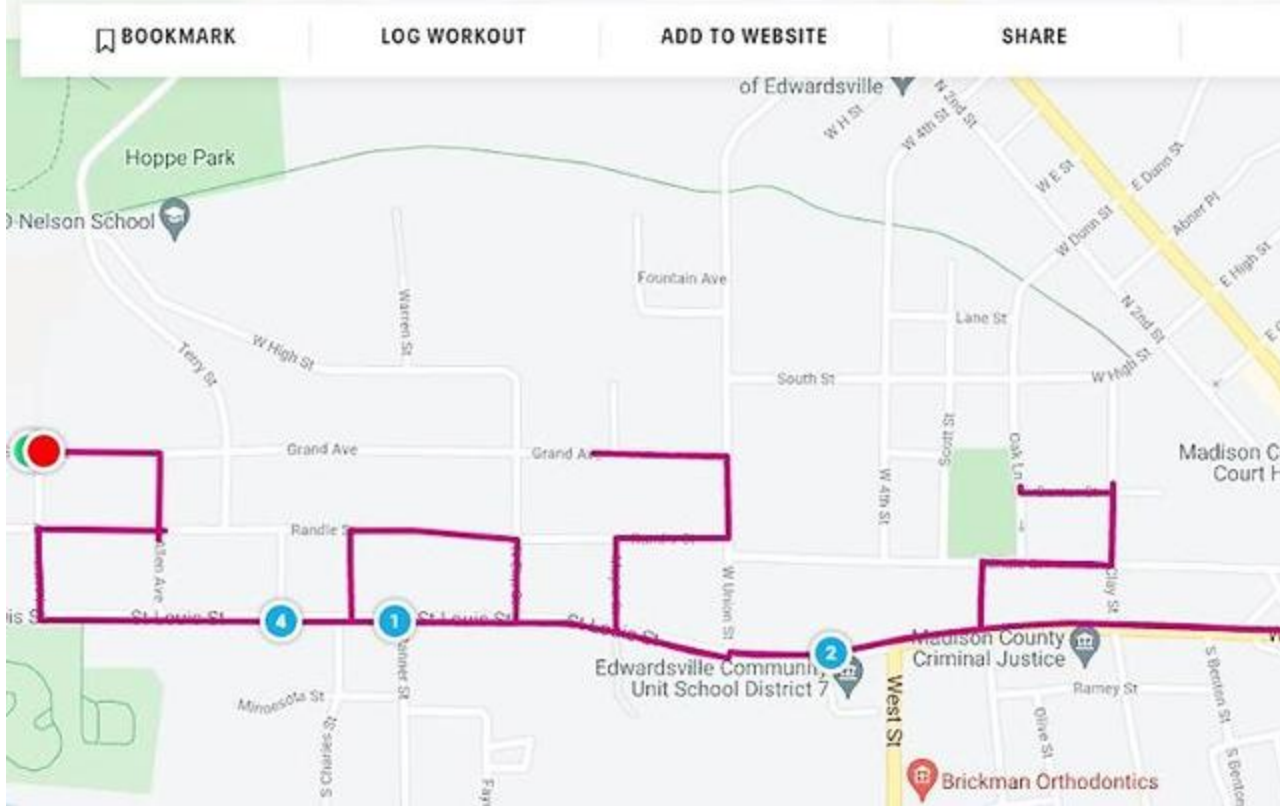 BOOKMARK
LOG WORKOUT
ADD TO WEBSITE
SHARE
of Edwardsville
N 2nd St
W H St
W 4th St
Hoppe Park
W E St
E Dunn St
Nelson School
Abner Pl
W Dunn St
E High St
Fountain Ave
Warren St
Lane St
N 2nd St
W High St
Terry St
South St
W High St
Grand Ave
Grand Av
Scott St
Oak Ln
Madison C
Court H
W 4th St
Randle S
Allen Ave
W Union St
Clay St
St Louis St
4
1
St Louis St
St Louis St
2
Madison County
Criminal Justice
Edwardsville Community
Unit School District 7
Minnesota St
S Charles St
West St
Ramey St
Olive St
S Benton St
S Benton
Brickman Orthodontics